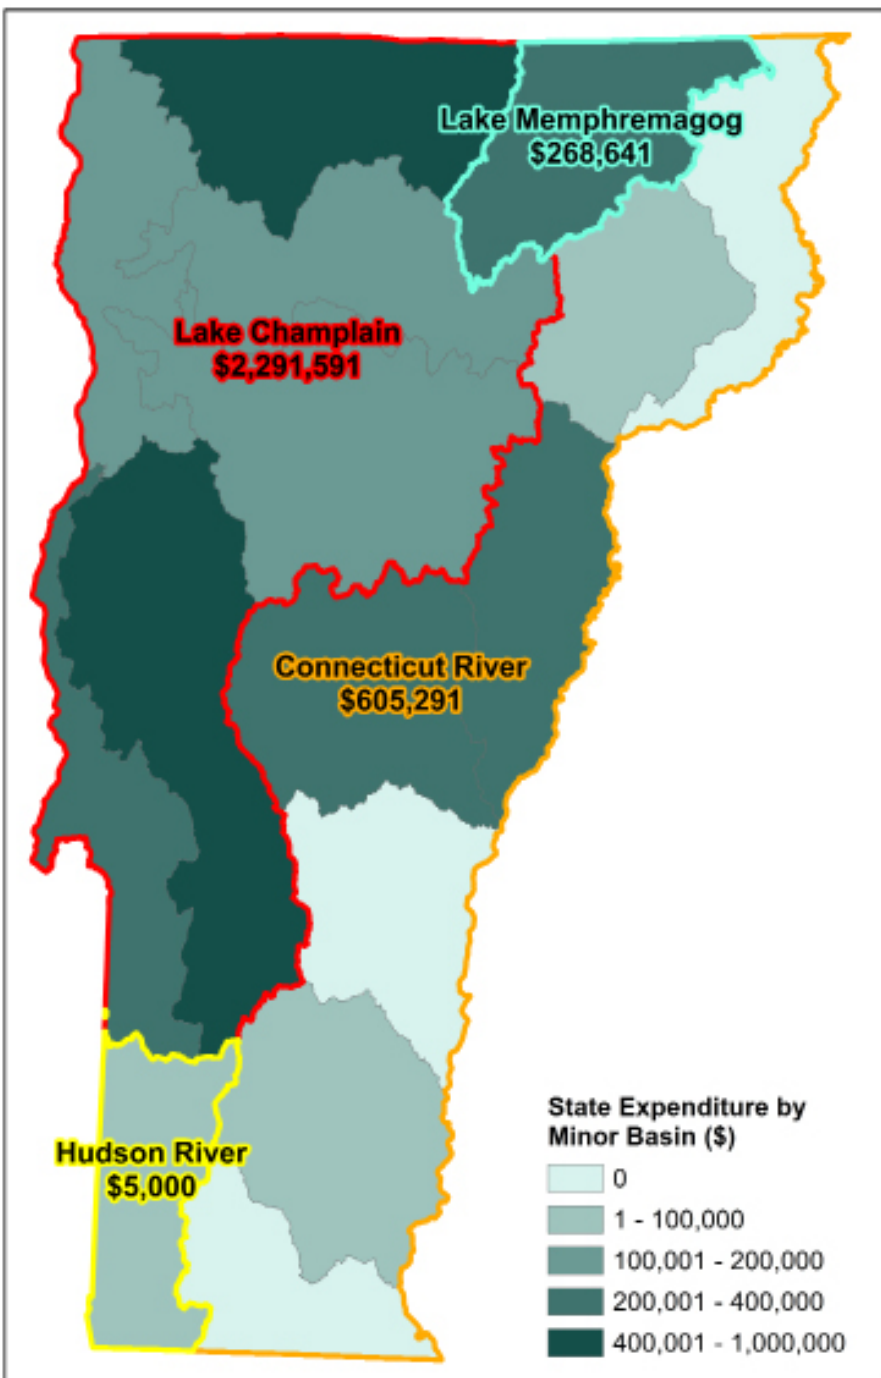 Lake Memphremagog
$268,641
Lake Champlain
$2,291,591
Connecticut River
$605,291
Hudson River
$5,000
State Expenditure by
Minor Basin ($)
0
1 - 100,000
100,001 - 200,000
200,001 - 400,000
400,001 - 1,000,000